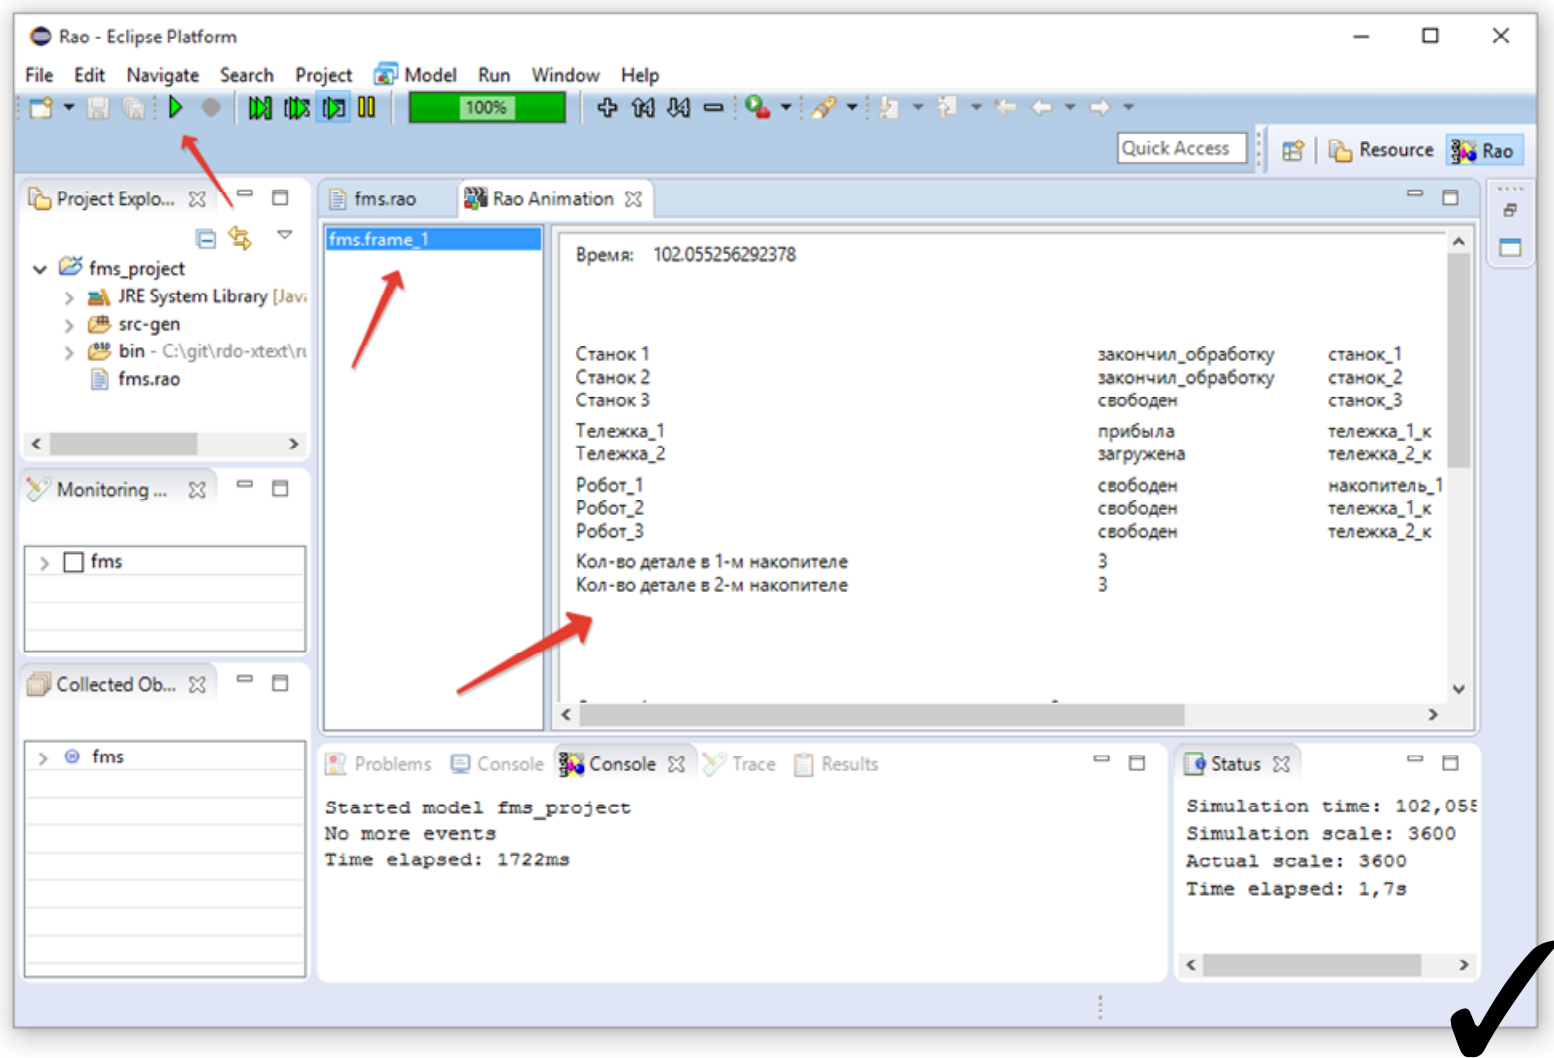 Rao - Eclipse Platform
File Edit Navigate Search Project Model Run Window Help
100%
Quick Access
Resource
Rao
Project Explo...
fms_project
JRE System Library [Java
src-gen
bin - C:\git\rdo-xtext\ru
fms.rao
Monitoring ...
fms
Collected Ob...
fms
fms.rao
Rao Animation
fms.frame_1
Время: 102.055256292378
Станок 1 закончил_обработку станок_1
Станок 2 закончил_обработку станок_2
Станок 3 свободен станок_3
Тележка_1 прибыла тележка_1_к
Тележка_2 загружена тележка_2_к
Робот_1 свободен накопитель_1
Робот_2 свободен тележка_1_к
Робот_3 свободен тележка_2_к
Кол-во детале в 1-м накопителе 3
Кол-во детале в 2-м накопителе 3
Problems Console Console Trace Results
Started model fms_project
No more events
Time elapsed: 1722ms
Status
Simulation time: 102,055
Simulation scale: 3600
Actual scale: 3600
Time elapsed: 1,7s